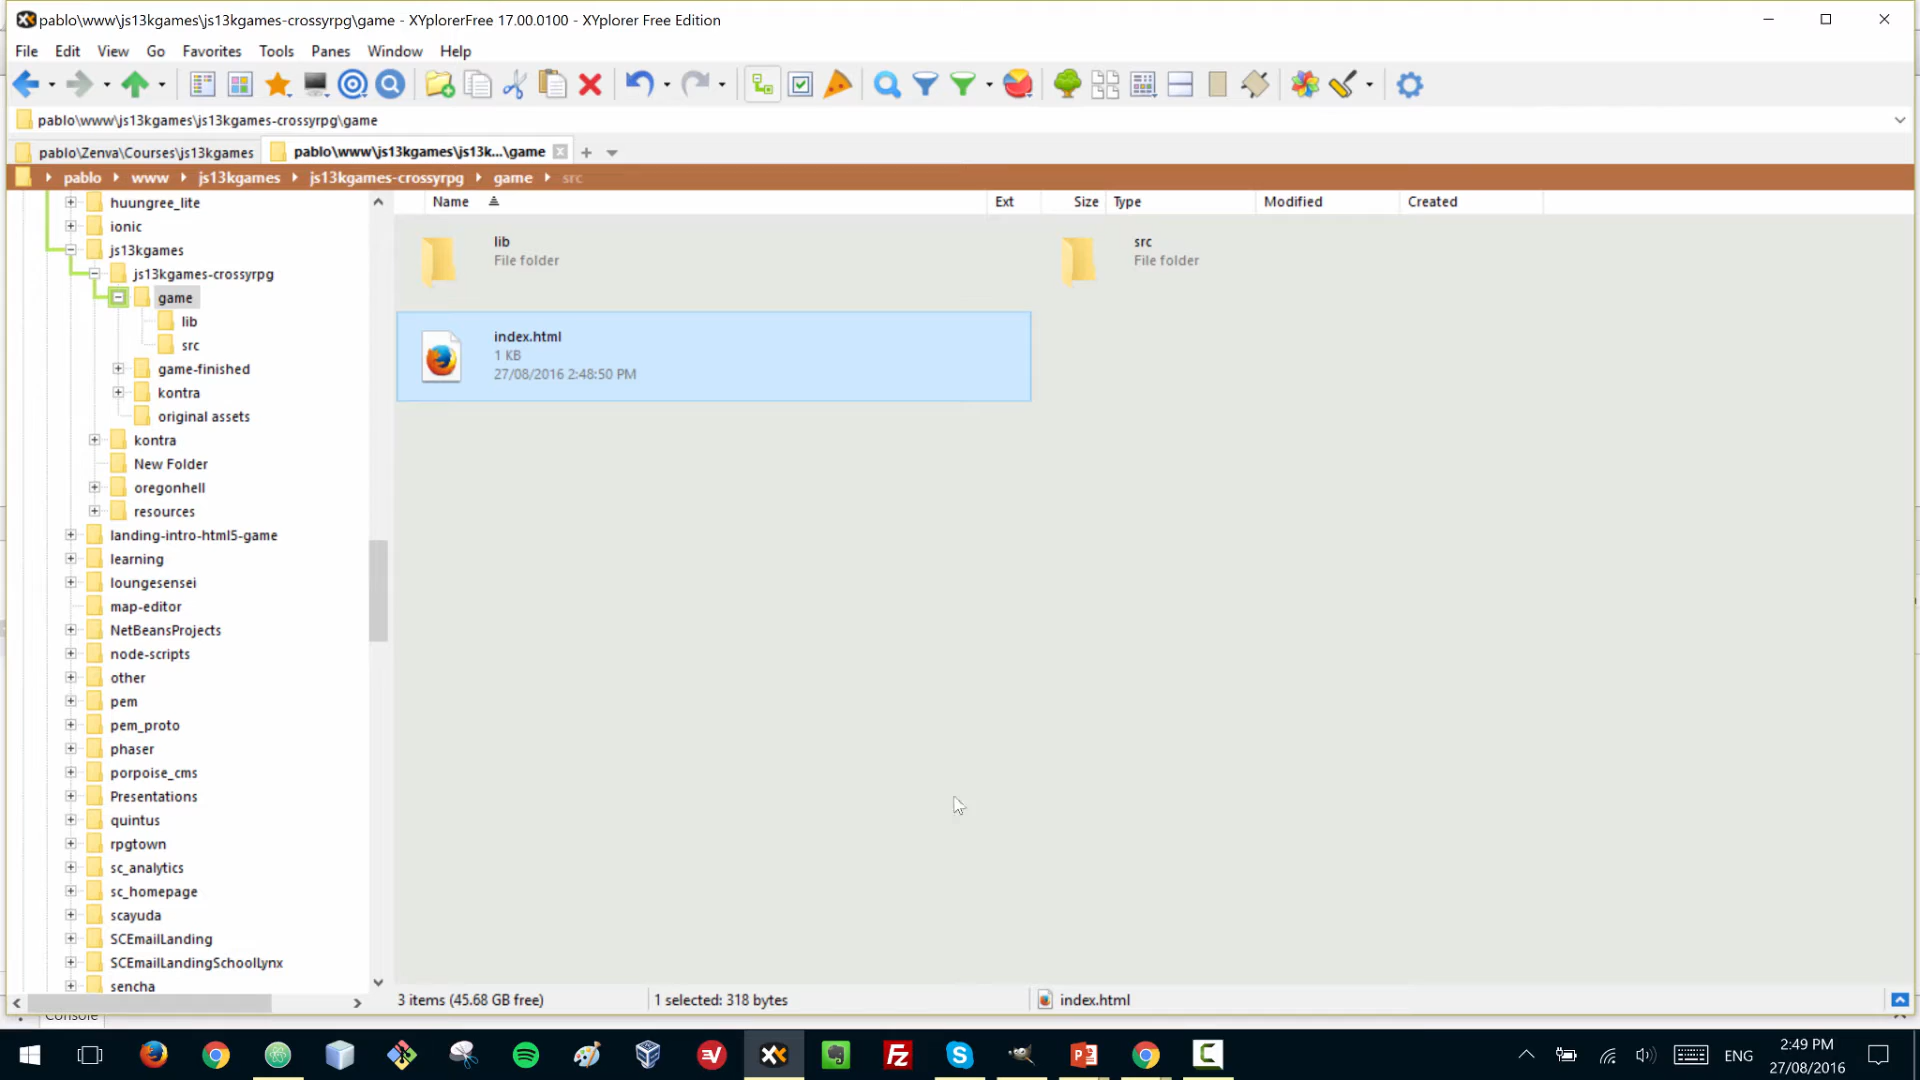 pablo\www\js13kgames\js13kgames-crossyrpg\game - XYplorerFree 17.00.0100 - XYplorer Free Edition
File Edit View Go Favorites Tools Panes Window Help
pablo\www\js13kgames\js13kgames-crossyrpg\game
pablo\Zenva\Courses\js13kgames pablo\www\js13kgames\js13k...\game
pablo www js13kgames js13kgames-crossyrpg game src
Name Ext Size Type Modified Created
huungree_lite
ionic
js13kgames
js13kgames-crossyrpg
game
lib
src
game-finished
kontra
original assets
kontra
New Folder
oregonhell
resources
landing-intro-html5-game
learning
loungesensei
map-editor
NetBeansProjects
node-scripts
other
pem
pem_proto
phaser
porpoise_cms
Presentations
quintus
rpgtown
sc_analytics
sc_homepage
scayuda
SCEmailLanding
SCEmailLandingSchoolLynx
sencha
lib
File folder
src
File folder
index.html
1 KB
27/08/2016 2:48:50 PM
3 items (45.68 GB free) 1 selected: 318 bytes index.html
Console
ENG
2:49 PM
27/08/2016